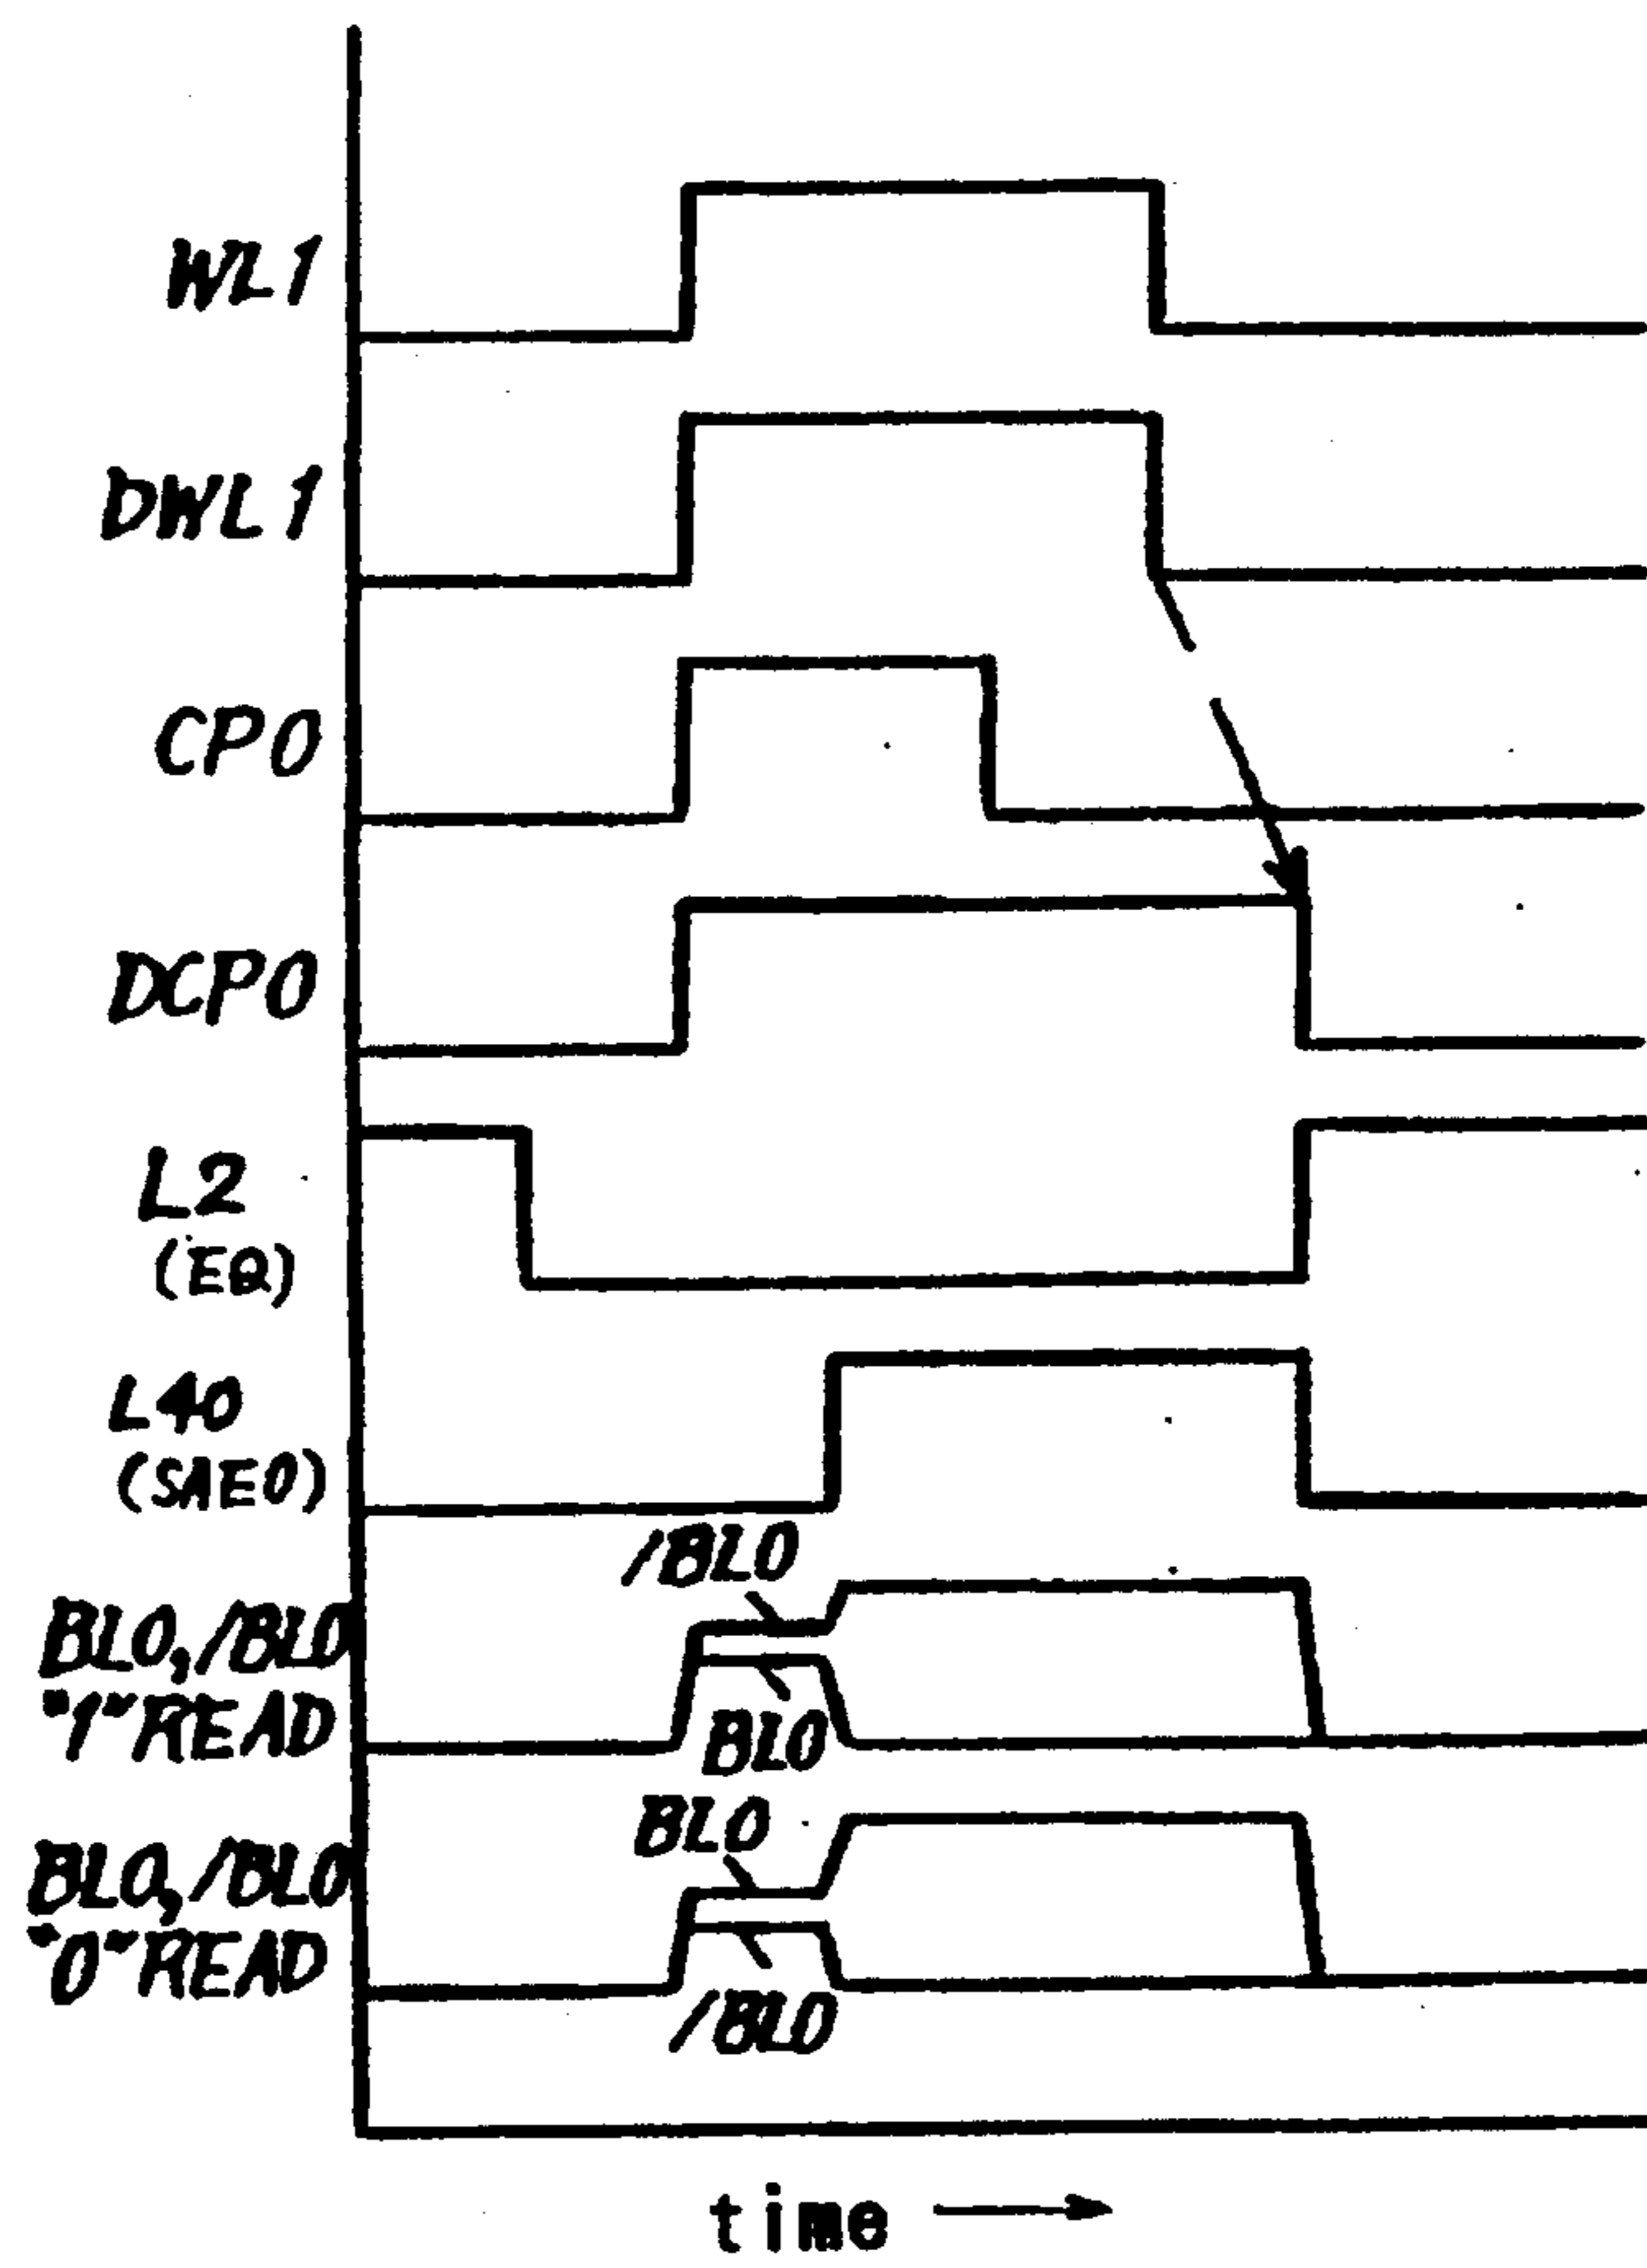 WL1
DWL1
CP0
DCP0
L2
(EQ)
L40
(SAE0)
/BL0
BL0,/BL0
"1"READ
BL0
BL0
BL0,/BL0
"0"READ
/BL0
time